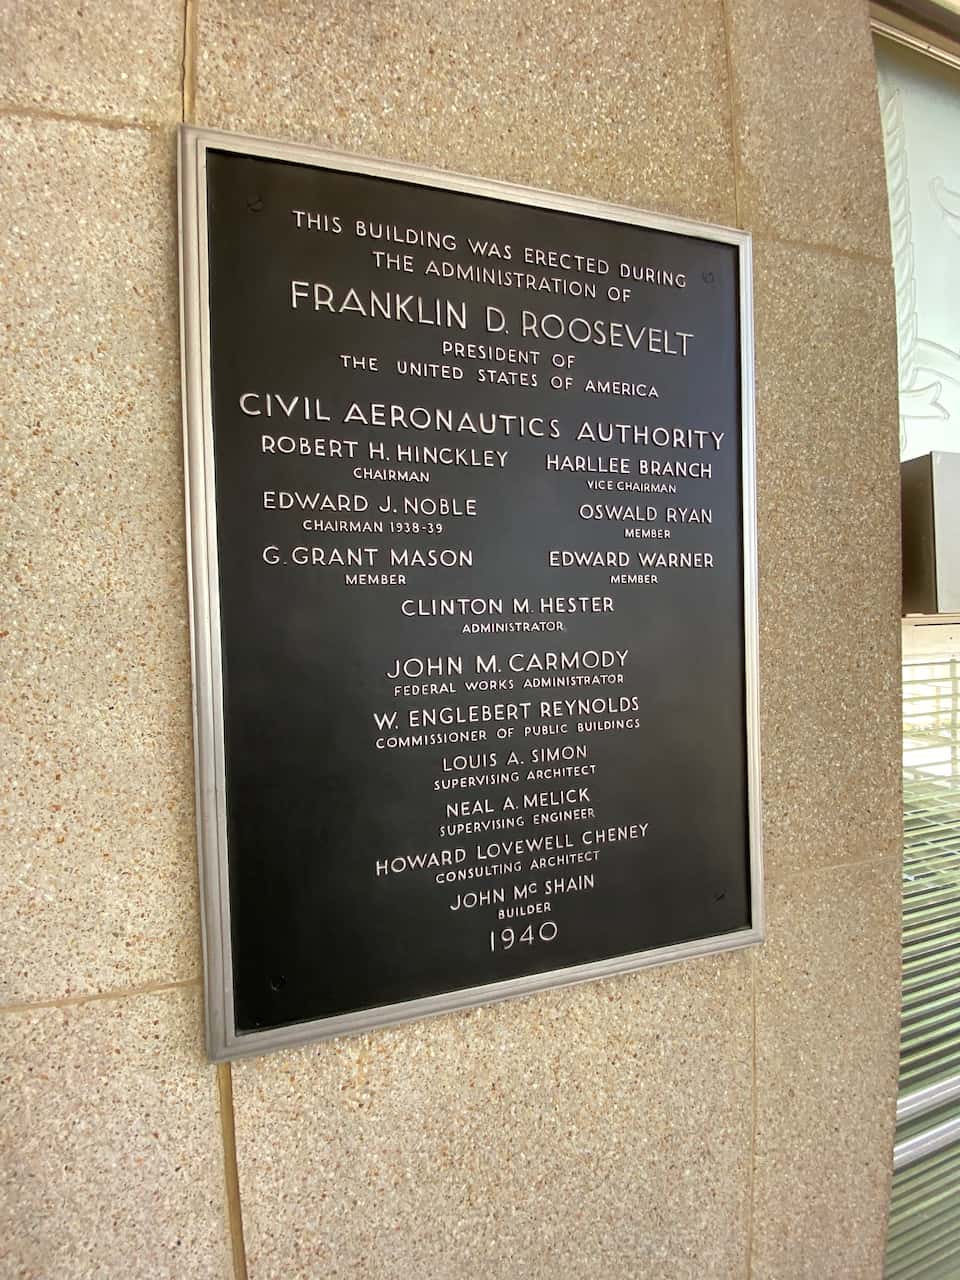 THIS BUILDING WAS ERECTED DURING
THE ADMINISTRATION OF
FRANKLIN D. ROOSEVELT
PRESIDENT OF
THE UNITED STATES OF AMERICA
CIVIL AERONAUTICS AUTHORITY
ROBERT H. HINCKLEY
CHAIRMAN
HARLLEE BRANCH
VICE CHAIRMAN
EDWARD J. NOBLE
CHAIRMAN 1938-39
OSWALD RYAN
MEMBER
G. GRANT MASON
MEMBER
EDWARD WARNER
MEMBER
CLINTON M. HESTER
ADMINISTRATOR
JOHN M. CARMODY
FEDERAL WORKS ADMINISTRATOR
W. ENGLEBERT REYNOLDS
COMMISSIONER OF PUBLIC BUILDINGS
LOUIS A. SIMON
SUPERVISING ARCHITECT
NEAL A. MELICK
SUPERVISING ENGINEER
HOWARD LOVEWELL CHENEY
CONSULTING ARCHITECT
JOHN Mc SHAIN
BUILDER
1940